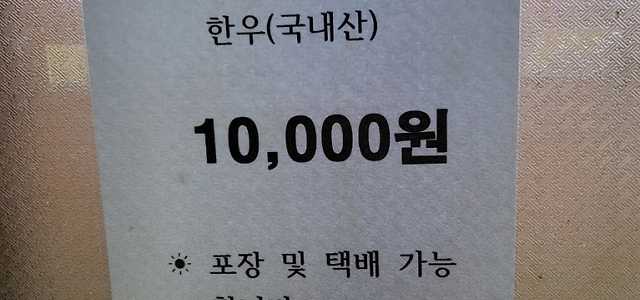 한우(국내산)
10,000원
☀ 포장 및 택배 가능